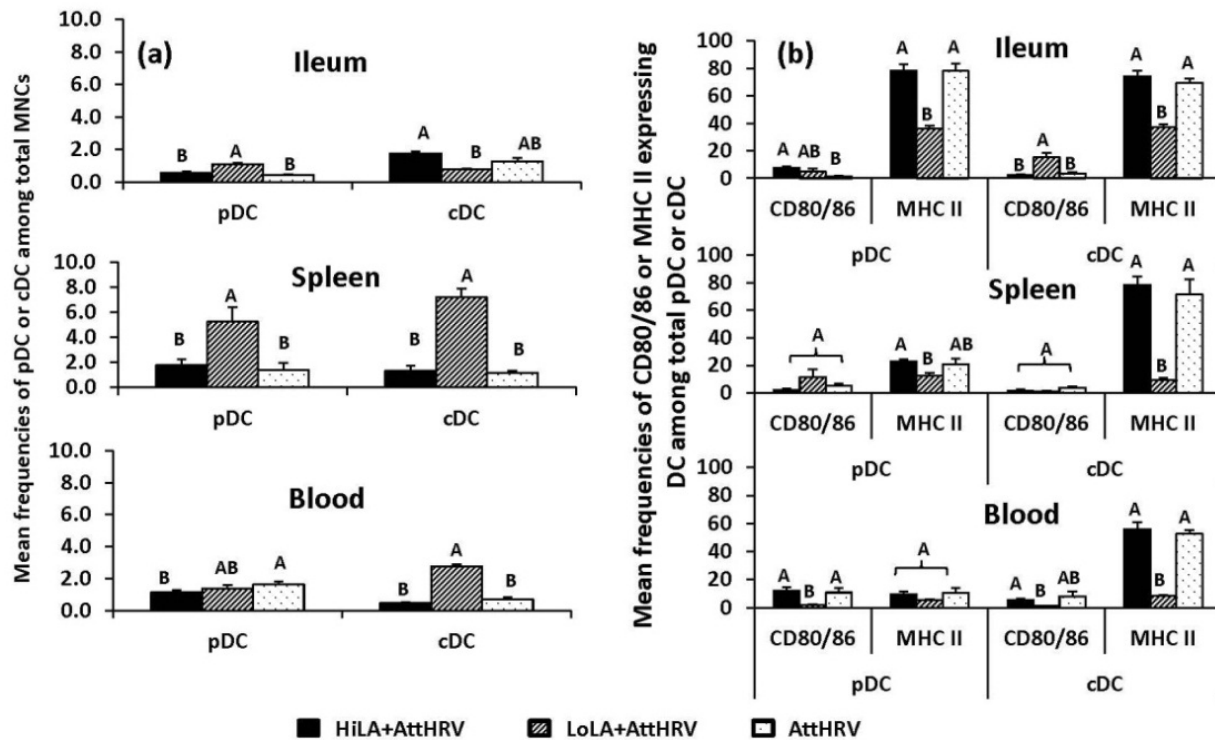 Mean frequencies of pDC or cDC among total MNCs
(a)
Ileum
10.0
8.0
6.0
4.0
2.0
0.0
B A B A B AB
pDC cDC
Spleen
10.0
8.0
6.0
4.0
2.0
0.0
B A B B A B
pDC cDC
Blood
10.0
8.0
6.0
4.0
2.0
0.0
B AB A B A B
pDC cDC
Mean frequencies of CD80/86 or MHC II expressing
DC among total pDC or cDC
(b)
Ileum
100
80
60
40
20
0
A AB B A B A B A B A B A
CD80/86 MHC II CD80/86 MHC II
pDC cDC
Spleen
100
80
60
40
20
0
A A B AB A A B A
CD80/86 MHC II CD80/86 MHC II
pDC cDC
Blood
100
80
60
40
20
0
A B A A A B AB A B A
CD80/86 MHC II CD80/86 MHC II
pDC cDC
HiLA+AttHRV LoLA+AttHRV AttHRV